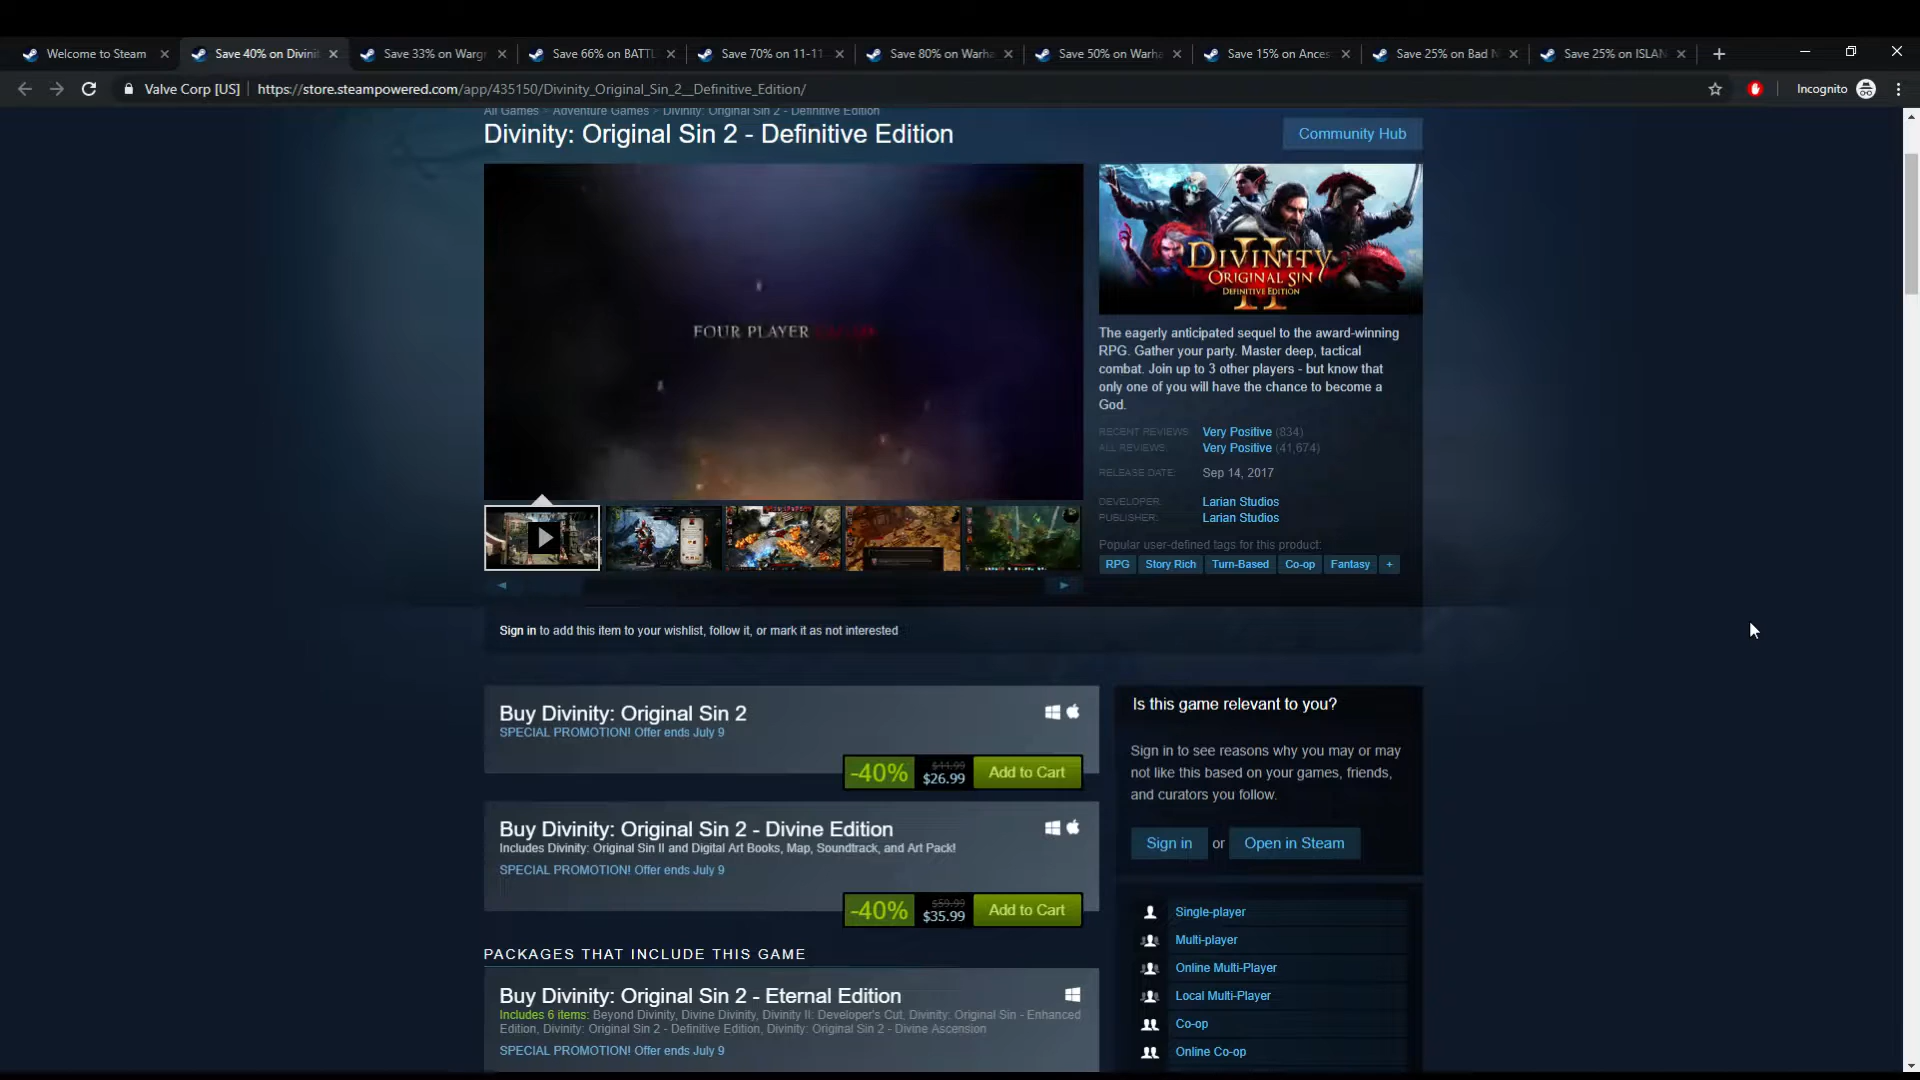 Welcome to Steam
Save 40% on Divinit
Save 33% on Wargr
Save 66% on BATTL
Save 70% on 11-11
Save 80% on Warha
Save 50% on Warha
Save 15% on Ances
Save 25% on Bad N
Save 25% on ISLAN
Valve Corp [US]
https://store.steampowered.com/app/435150/Divinity_Original_Sin_2__Definitive_Edition/
Incognito
All Games > Adventure Games > Divinity: Original Sin 2 - Definitive Edition
Divinity: Original Sin 2 - Definitive Edition
Community Hub
FOUR PLAYER
DIVINITY
II
ORIGINAL SIN
DEFINITIVE EDITION
The eagerly anticipated sequel to the award-winning
RPG. Gather your party. Master deep, tactical
combat. Join up to 3 other players - but know that
only one of you will have the chance to become a
God.
RECENT REVIEWS: Very Positive (834)
ALL REVIEWS: Very Positive (41,674)
RELEASE DATE: Sep 14, 2017
DEVELOPER: Larian Studios
PUBLISHER: Larian Studios
Popular user-defined tags for this product:
RPG Story Rich Turn-Based Co-op Fantasy +
Sign in to add this item to your wishlist, follow it, or mark it as not interested
Buy Divinity: Original Sin 2
SPECIAL PROMOTION! Offer ends July 9
-40% $44.99 $26.99 Add to Cart
Buy Divinity: Original Sin 2 - Divine Edition
Includes Divinity: Original Sin II and Digital Art Books, Map, Soundtrack, and Art Pack!
SPECIAL PROMOTION! Offer ends July 9
-40% $59.99 $35.99 Add to Cart
PACKAGES THAT INCLUDE THIS GAME
Buy Divinity: Original Sin 2 - Eternal Edition
Includes 6 items: Beyond Divinity, Divine Divinity, Divinity II: Developer's Cut, Divinity: Original Sin - Enhanced
Edition, Divinity: Original Sin 2 - Definitive Edition, Divinity: Original Sin 2 - Divine Ascension
SPECIAL PROMOTION! Offer ends July 9
Is this game relevant to you?
Sign in to see reasons why you may or may
not like this based on your games, friends,
and curators you follow.
Sign in or Open in Steam
Single-player
Multi-player
Online Multi-Player
Local Multi-Player
Co-op
Online Co-op